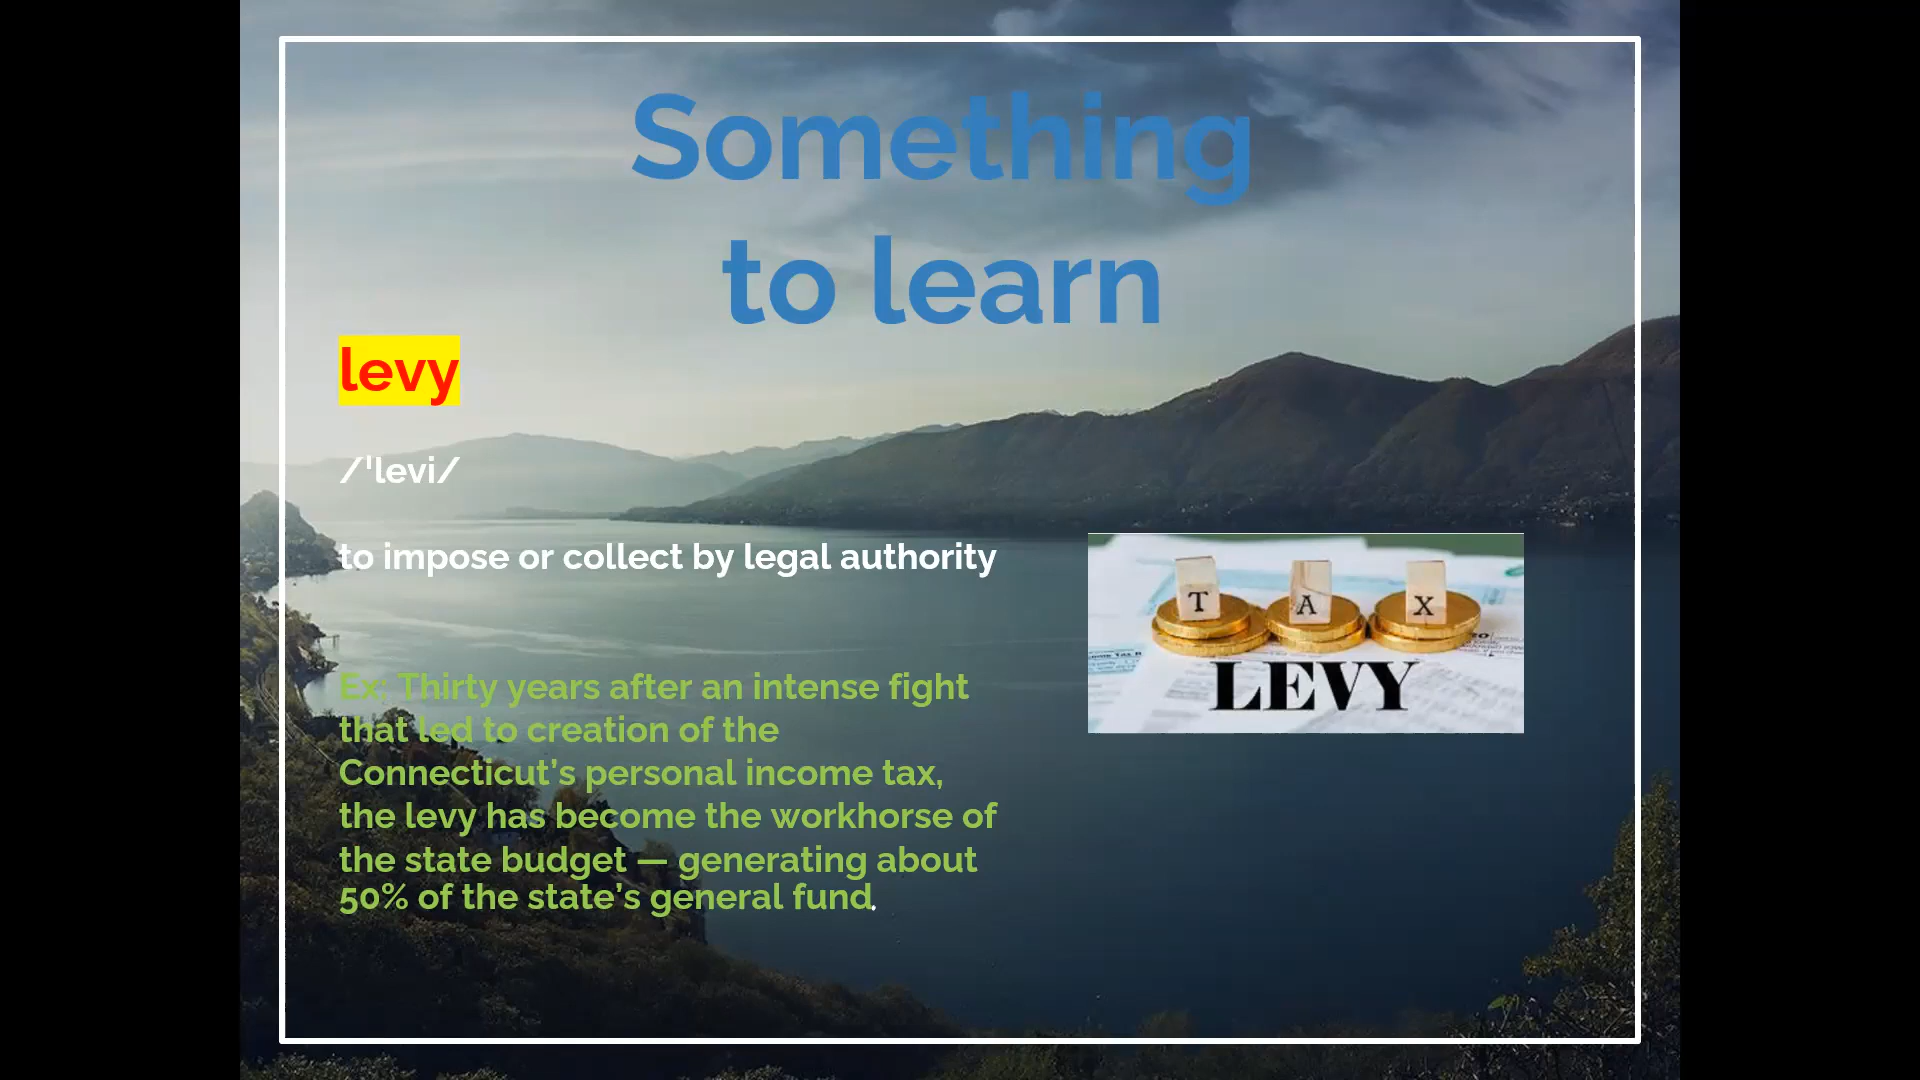 Something
to learn
levy
/ˈlevi/
to impose or collect by legal authority
T A X
LEVY
Ex: Thirty years after an intense fight
that led to creation of the
Connecticut’s personal income tax,
the levy has become the workhorse of
the state budget — generating about
50% of the state’s general fund.